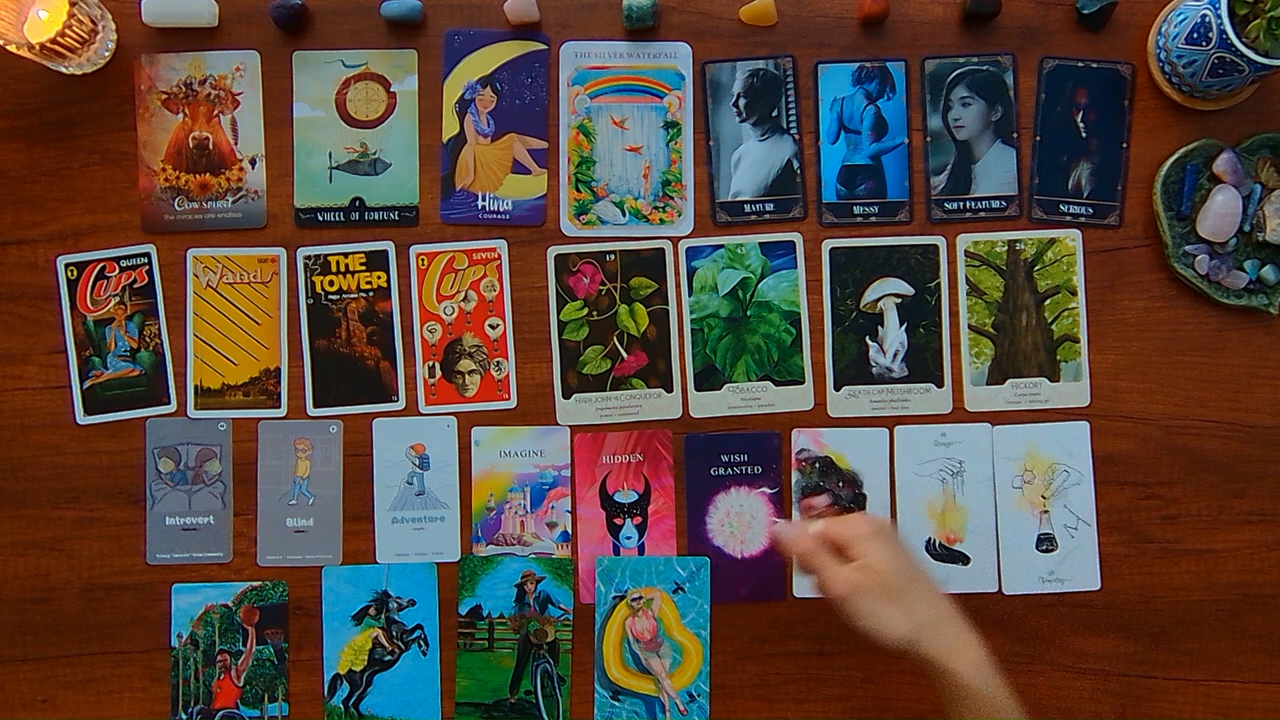 COW SPIRIT
The miracles are endless
WHEEL OF FORTUNE
Hina
COURAGE
THE SILVER WATERFALL
MATURE
MESSY
SOFT FEATURES
SERIOUS
QUEEN
Cups
EIGHT
Wands
THE
TOWER
SEVEN
Cups
19
HIGH JOHN the CONQUEROR
TOBACCO
DEATH CAP MUSHROOM
HICKORY
Introvert
Blind
Adventure
IMAGINE
HIDDEN
WISH
GRANTED